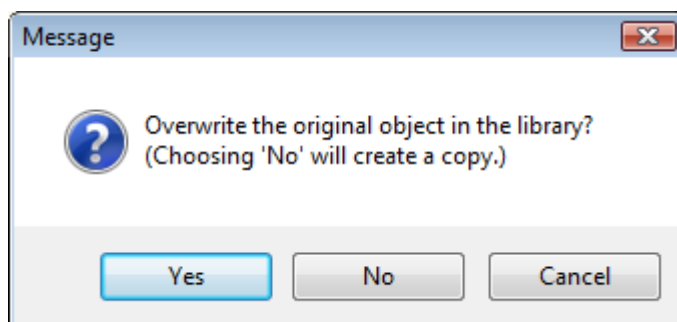 Message
Overwrite the original object in the library?
(Choosing 'No' will create a copy.)
Yes No Cancel